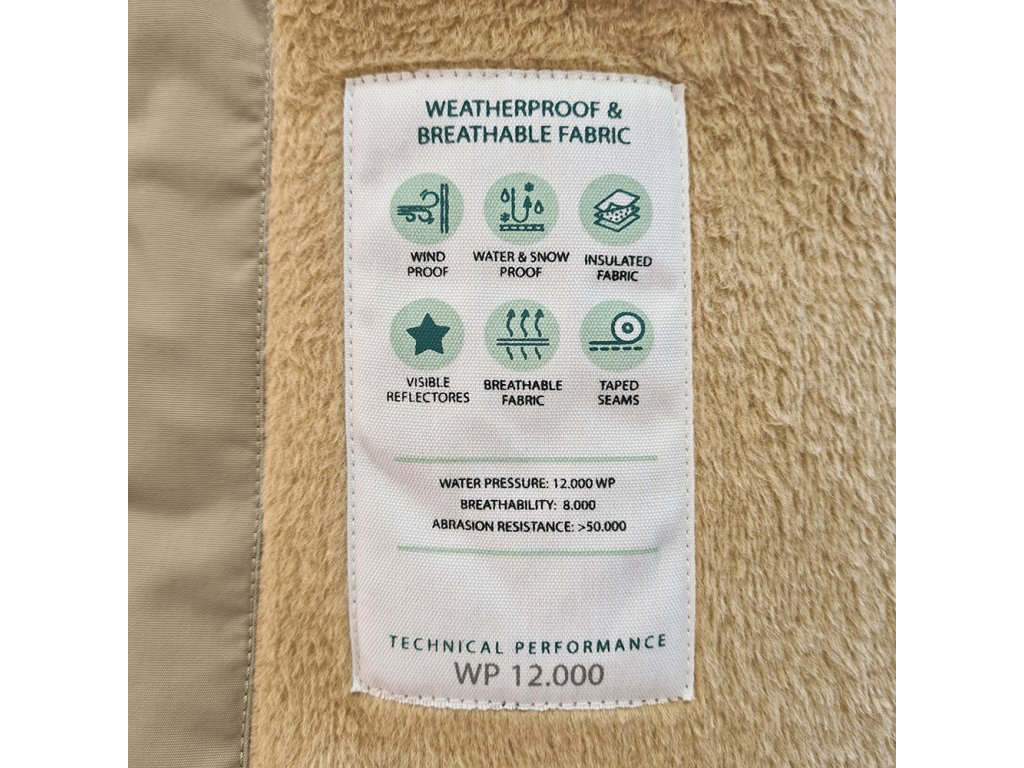 WEATHERPROOF &
BREATHABLE FABRIC
WIND
PROOF
WATER & SNOW
PROOF
INSULATED
FABRIC
VISIBLE
REFLECTORES
BREATHABLE
FABRIC
TAPED
SEAMS
WATER PRESSURE: 12.000 WP
BREATHABILITY: 8.000
ABRASION RESISTANCE: >50.000
TECHNICAL PERFORMANCE
WP 12.000